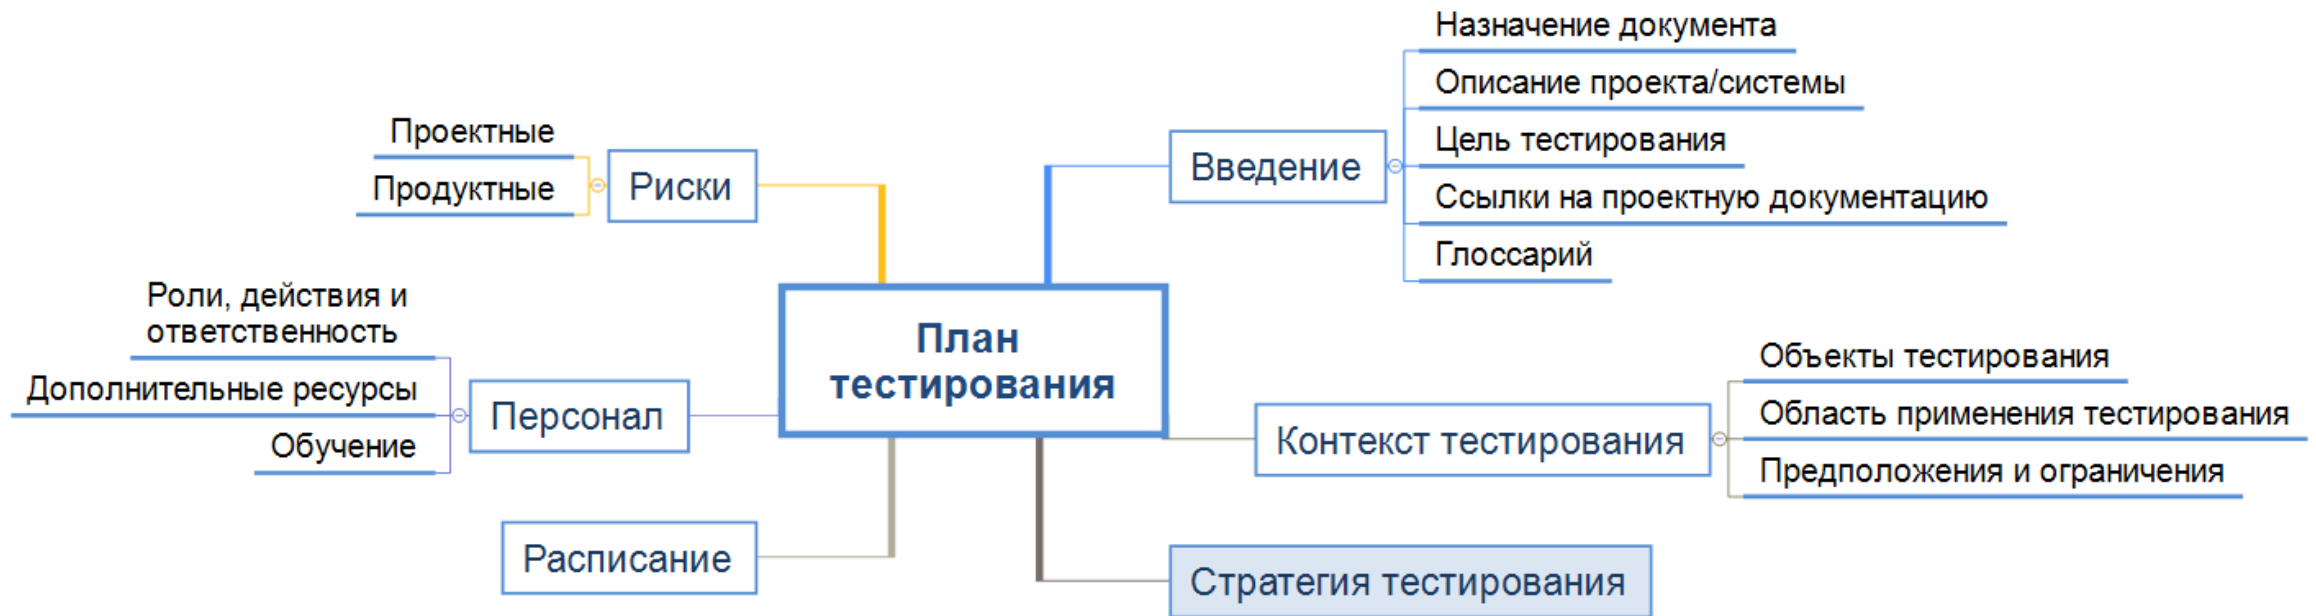 План
тестирования
Введение
Назначение документа
Описание проекта/системы
Цель тестирования
Ссылки на проектную документацию
Глоссарий
Контекст тестирования
Объекты тестирования
Область применения тестирования
Предположения и ограничения
Стратегия тестирования
Расписание
Персонал
Роли, действия и
ответственность
Дополнительные ресурсы
Обучение
Риски
Проектные
Продуктные